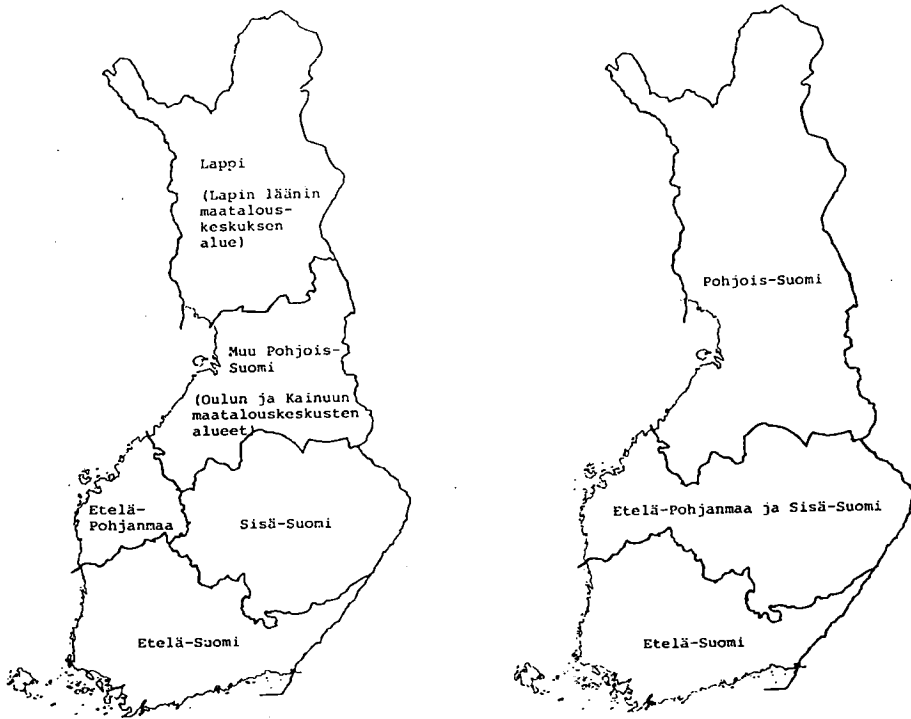 Lappi
(Lapin läänin
maatalous-
keskuksen
alue)
Muu Pohjois-
Suomi
(Oulun ja Kainuun
maatalouskeskusten
alueet)
Etelä-
Pohjanmaa
Sisä-Suomi
Etelä-Suomi
Pohjois-Suomi
Etelä-Pohjanmaa ja Sisä-Suomi
Etelä-Suomi